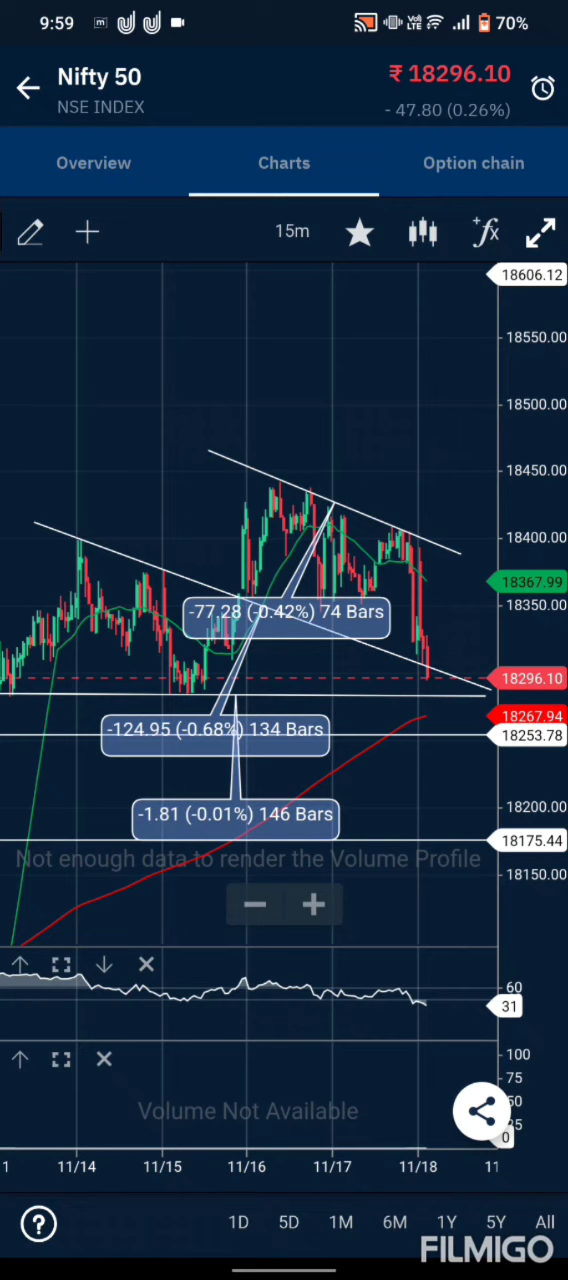 9:59
m
Vo)
LTE
70%
Nifty 50
₹ 18296.10
NSE INDEX
- 47.80 (0.26%)
Overview
Charts
Option chain
15m
+fx
18606.12
18550.00
18500.00
18450.00
18400.00
18367.99
18350.00
-77.28 (-0.42%) 74 Bars
18296.10
18267.94
-124.95 (-0.68%) 134 Bars
18253.78
-1.81 (-0.01%) 146 Bars
18200.00
18175.44
Not enough data to render the Volume Profile
18150.00
60
31
100
75
50
Volume Not Available
25
0
1
11/14
11/15
11/16
11/17
11/18
11
?
1D
5D
1M
6M
1Y
5Y
All
FILMIGO